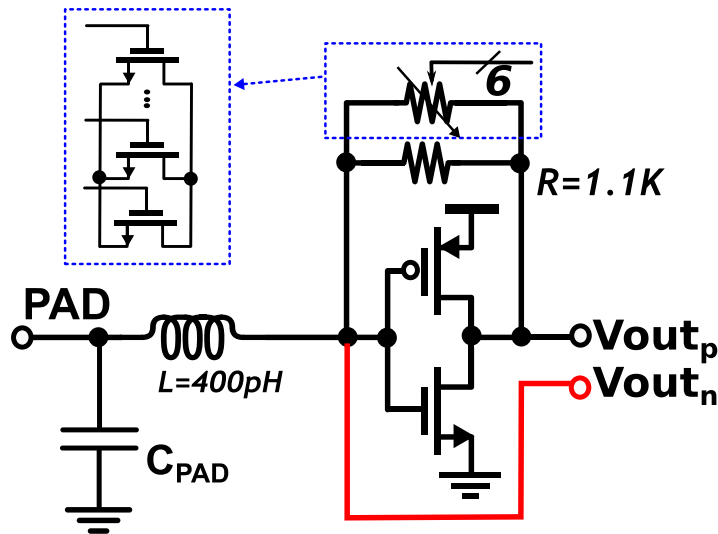 6
R=1.1K
PAD
L=400pH
Voutp
Voutn
CPAD